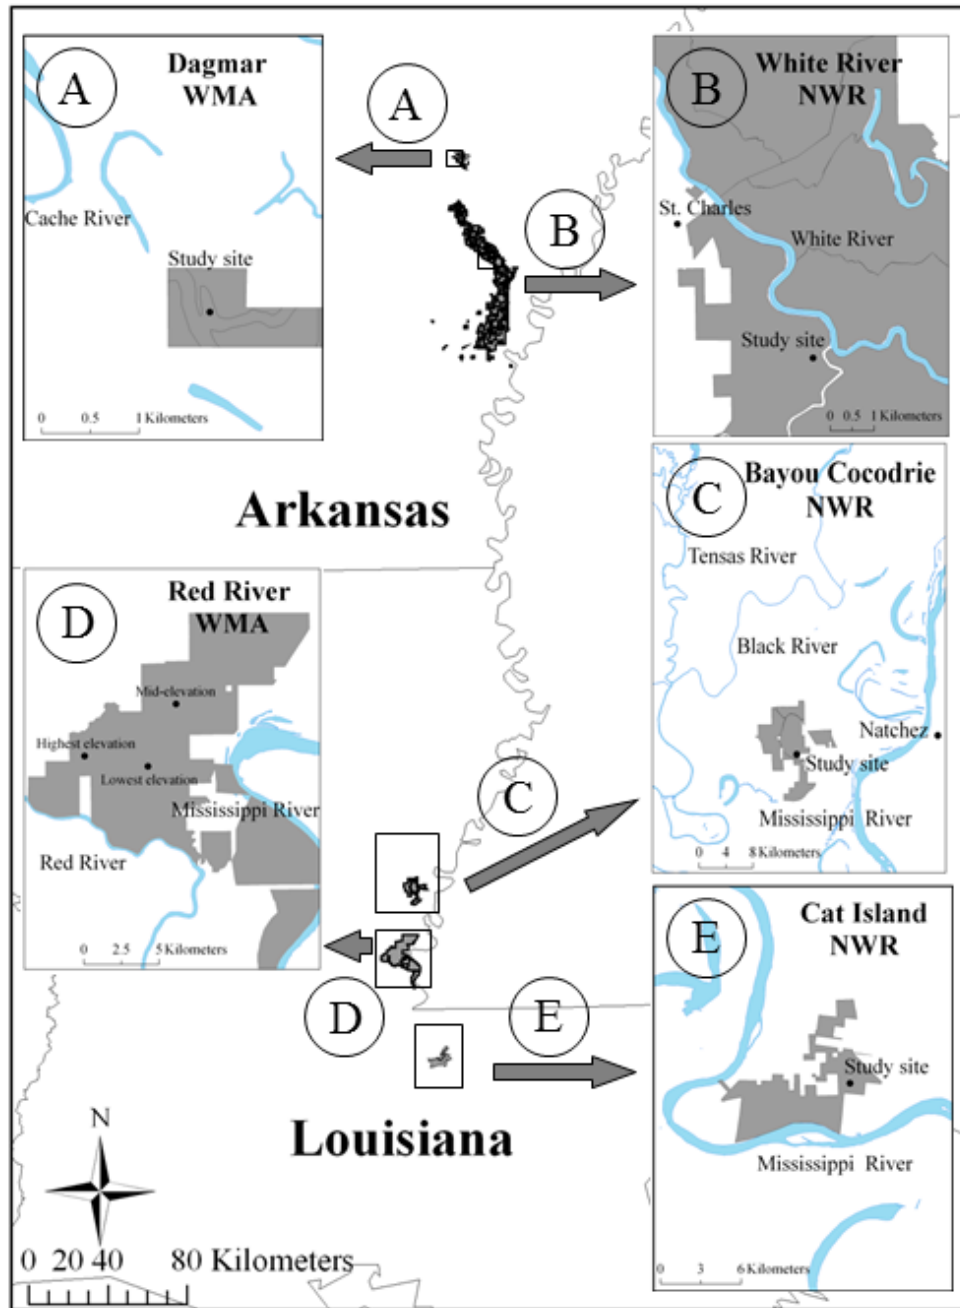 A
Dagmar
WMA
Cache River
Study site
0 0.5 1 Kilometers
A
B
B
White River
NWR
St. Charles
White River
Study site
0 0.5 1 Kilometers
Arkansas
C
Bayou Cocodrie
NWR
Tensas River
Black River
Natchez
Study site
Mississippi River
0 4 8 Kilometers
D
Red River
WMA
Mid-elevation
Highest elevation
Lowest elevation
Mississippi River
Red River
0 2.5 5 Kilometers
C
D
E
E
Cat Island
NWR
Study site
Mississippi River
0 3 6 Kilometers
Louisiana
N
0 20 40 80 Kilometers